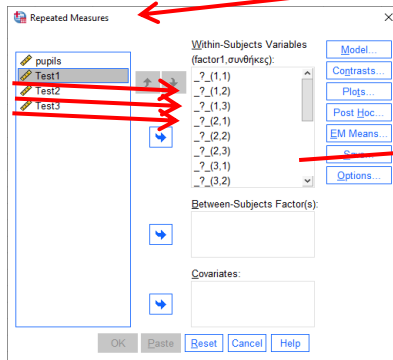 Repeated Measures
pupils
Test1
Test2
Test3
Within-Subjects Variables
(factor1,συνθήκες):
_?_(1,1)
_?_(1,2)
_?_(1,3)
_?_(2,1)
_?_(2,2)
_?_(2,3)
_?_(3,1)
_?_(3,2)
Between-Subjects Factor(s):
Covariates:
Model...
Contrasts...
Plots...
Post Hoc...
EM Means...
Save...
Options...
OK Paste Reset Cancel Help